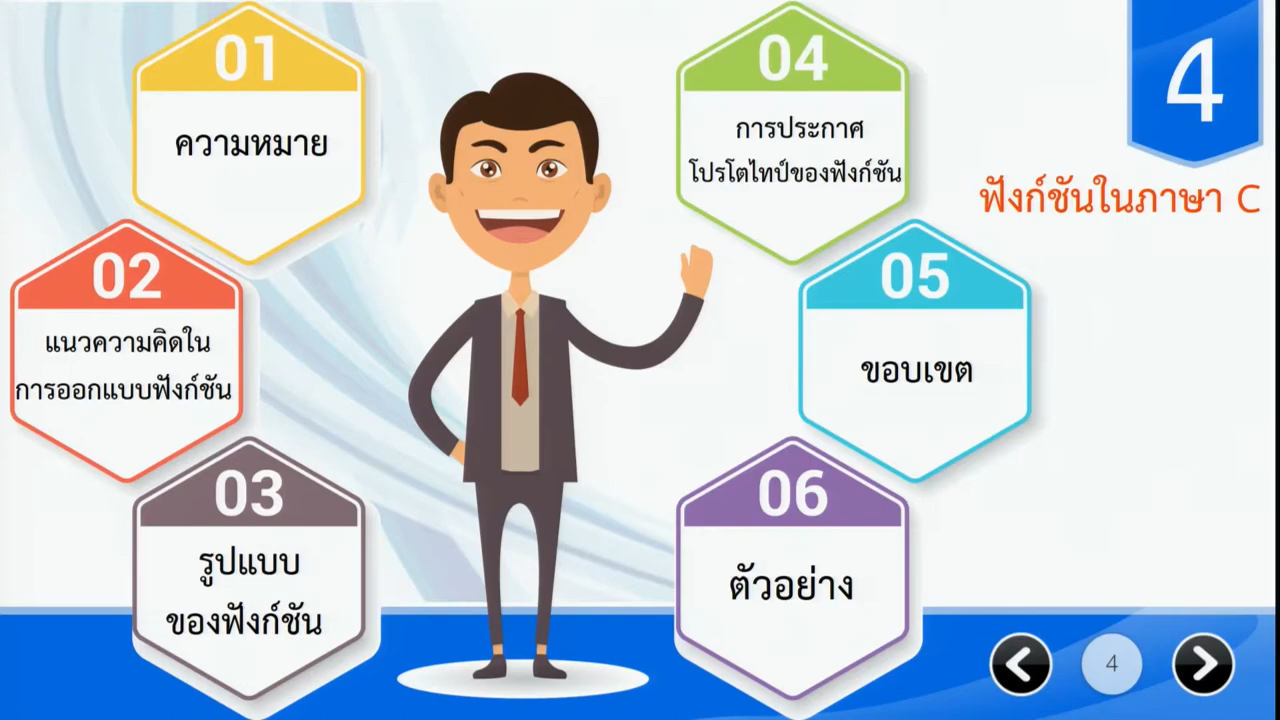 01
ความหมาย
02
แนวความคิดใน
การออกแบบฟังก์ชัน
03
รูปแบบ
ของฟังก์ชัน
04
การประกาศ
โปรโตไทป์ของฟังก์ชัน
05
ขอบเขต
06
ตัวอย่าง
4
ฟังก์ชันในภาษา C
4